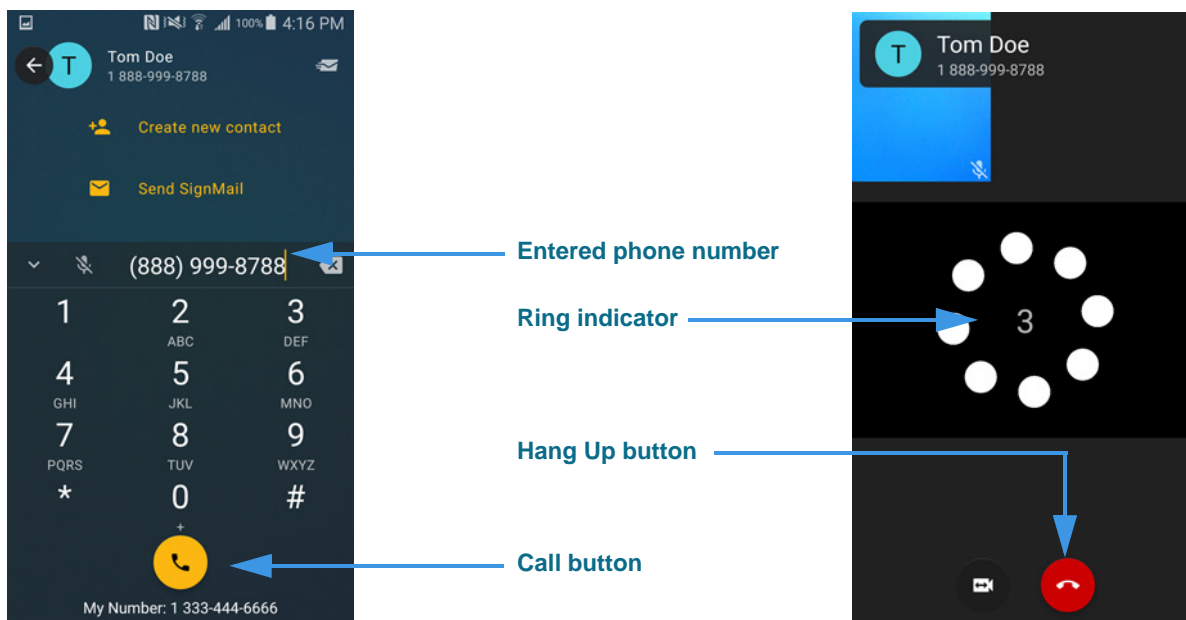 100% 4:16 PM
T Tom Doe
1 888-999-8788
Create new contact
Send SignMail
(888) 999-8788
1 2 3
ABC DEF
4 5 6
GHI JKL MNO
7 8 9
PQRS TUV WXYZ
* 0 #
+
My Number: 1 333-444-6666
Entered phone number
Ring indicator
Hang Up button
Call button
T Tom Doe
1 888-999-8788
3